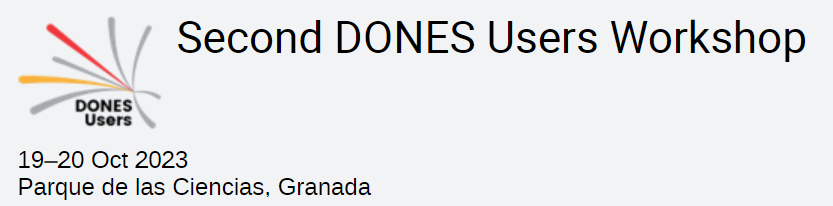 Second DONES Users Workshop
DONES
Users
19–20 Oct 2023
Parque de las Ciencias, Granada